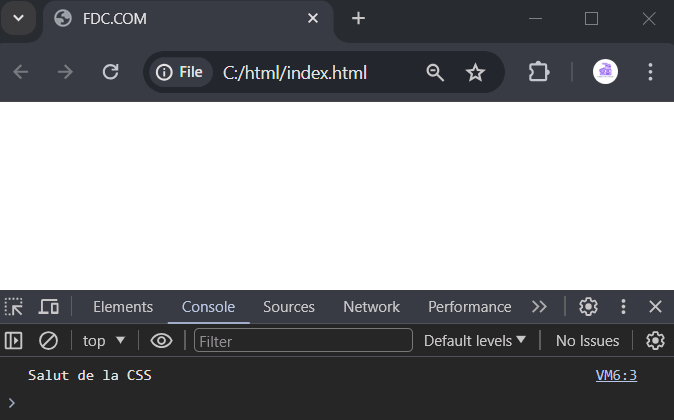 FDC.COM
File C:/html/index.html
Elements Console Sources Network Performance
top Filter Default levels No Issues
Salut de la CSS VM6:3